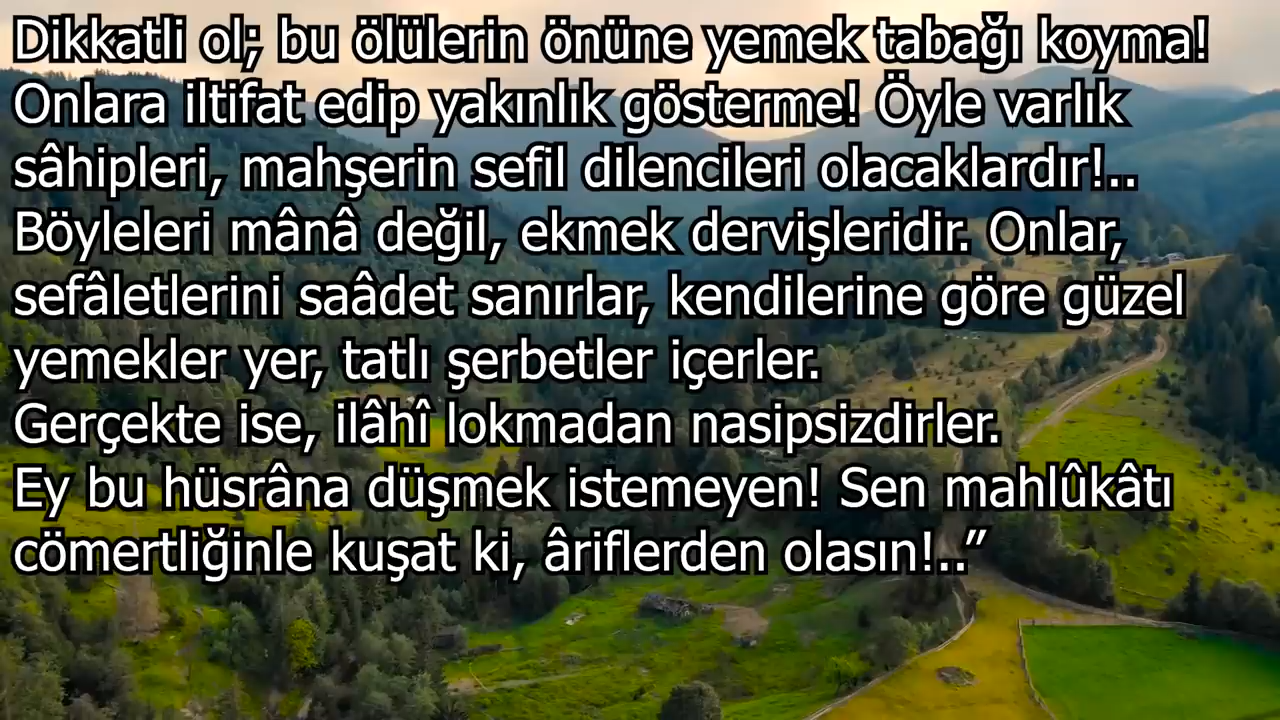 Dikkatli ol; bu ölülerin önüne yemek tabağı koyma!
Onlara iltifat edip yakınlık gösterme! Öyle varlık
sâhipleri, mahşerin sefil dilencileri olacaklardır!..
Böyleleri mânâ değil, ekmek dervişleridir. Onlar,
sefâletlerini saâdet sanırlar, kendilerine göre güzel
yemekler yer, tatlı şerbetler içerler.
Gerçekte ise, ilâhî lokmadan nasipsizdirler.
Ey bu hüsrâna düşmek istemeyen! Sen mahlûkâtı
cömertliğinle kuşat ki, âriflerden olasın!..”